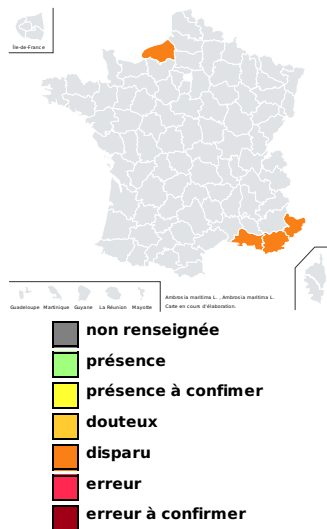 Île-de-France
Guadeloupe Martinique Guyane La Réunion Mayotte
Ambrosia maritima L. , Ambrosia maritima L.
Carte en cours d'élaboration.
non renseignée
présence
présence à confimer
douteux
disparu
erreur
erreur à confirmer